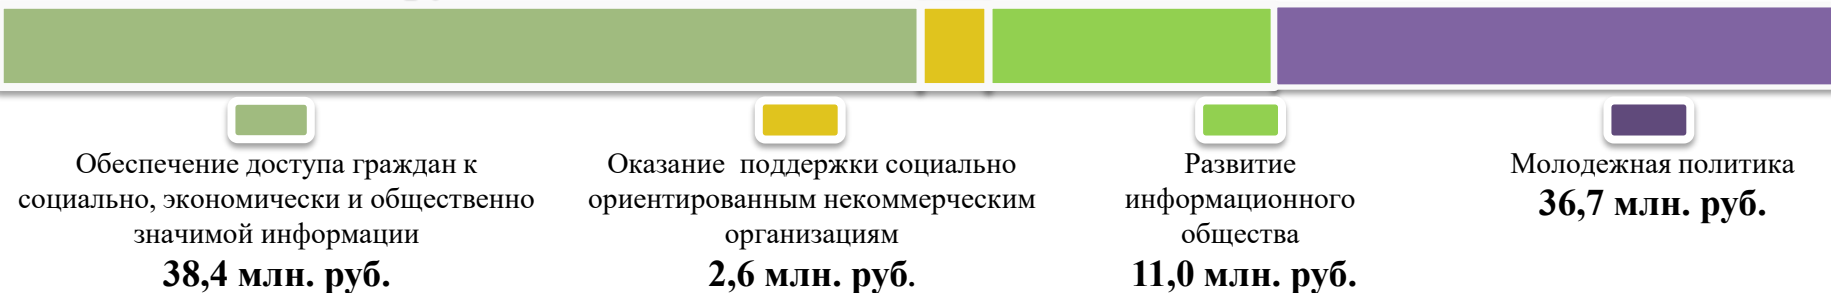 Обеспечение доступа граждан к
социально, экономически и общественно
значимой информации
38,4 млн. руб.
Оказание поддержки социально
ориентированным некоммерческим
организациям
2,6 млн. руб.
Развитие
информационного
общества
11,0 млн. руб.
Молодежная политика
36,7 млн. руб.